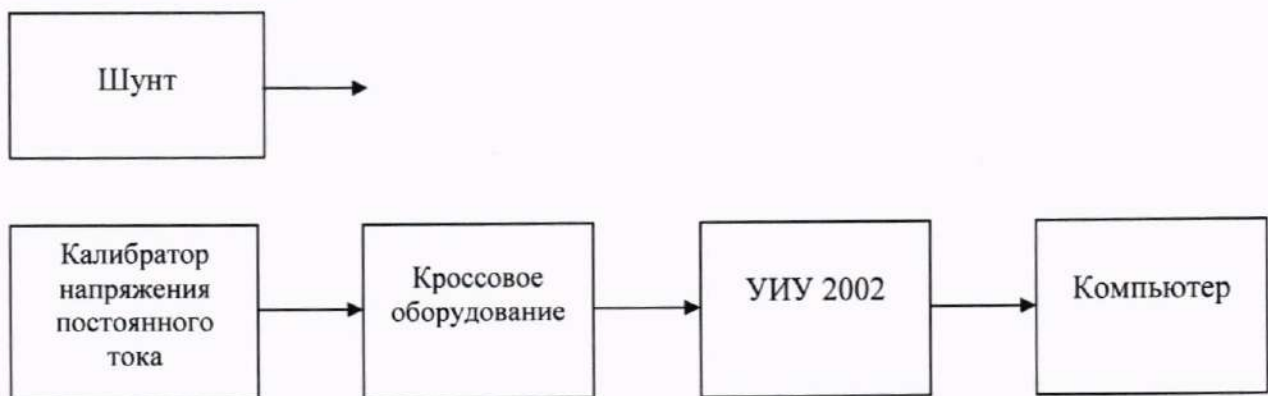 Шунт
Калибратор
напряжения
постоянного
тока
Кроссовое
оборудование
УИУ 2002
Компьютер